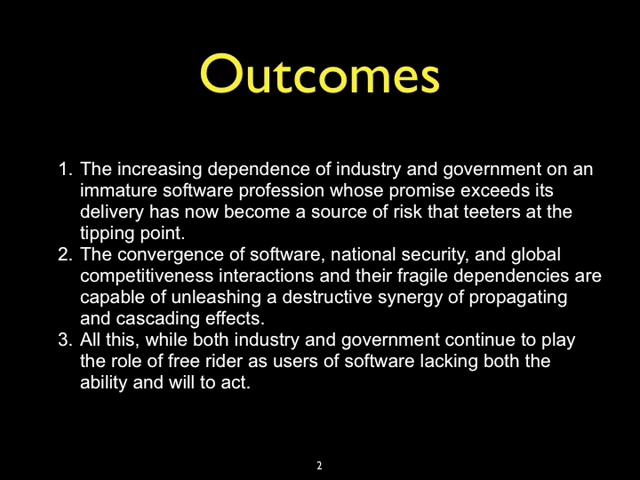 Outcomes
1. The increasing dependence of industry and government on an
immature software profession whose promise exceeds its
delivery has now become a source of risk that teeters at the
tipping point.
2. The convergence of software, national security, and global
competitiveness interactions and their fragile dependencies are
capable of unleashing a destructive synergy of propagating
and cascading effects.
3. All this, while both industry and government continue to play
the role of free rider as users of software lacking both the
ability and will to act.
2